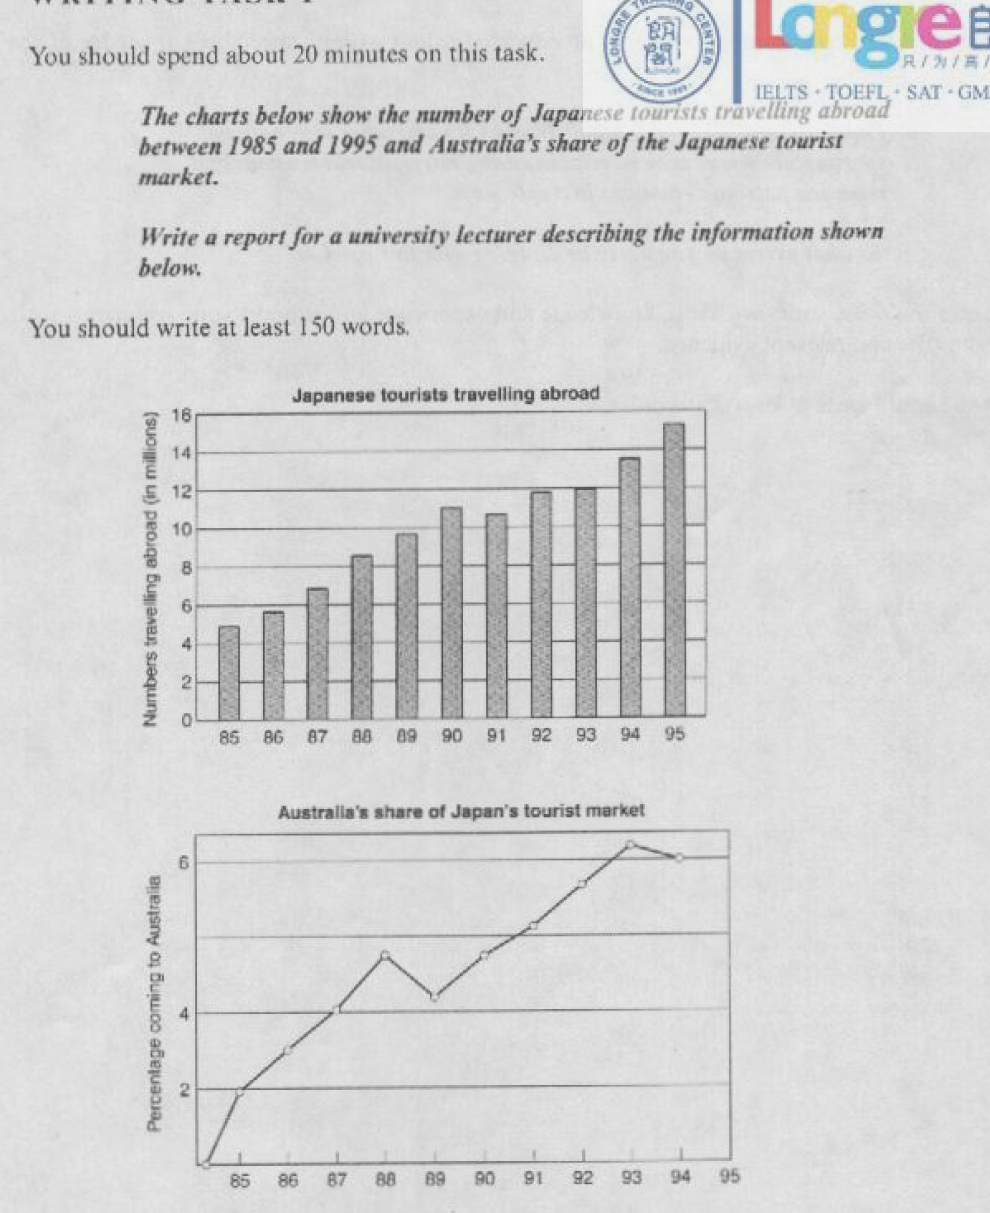 WRITING TASK 1
You should spend about 20 minutes on this task.
LONGRE TRAINING CENTER
SINCE 1999
Longre
IELTS · TOEFL · SAT · GM
The charts below show the number of Japanese tourists travelling abroad
between 1985 and 1995 and Australia's share of the Japanese tourist
market.
Write a report for a university lecturer describing the information shown
below.
You should write at least 150 words.
Japanese tourists travelling abroad
Numbers travelling abroad (in millions)
16
14
12
10
8
6
4
2
0
85 86 87 88 89 90 91 92 93 94 95
Australia's share of Japan's tourist market
Percentage coming to Australia
6
4
2
85 86 87 88 89 90 91 92 93 94 95